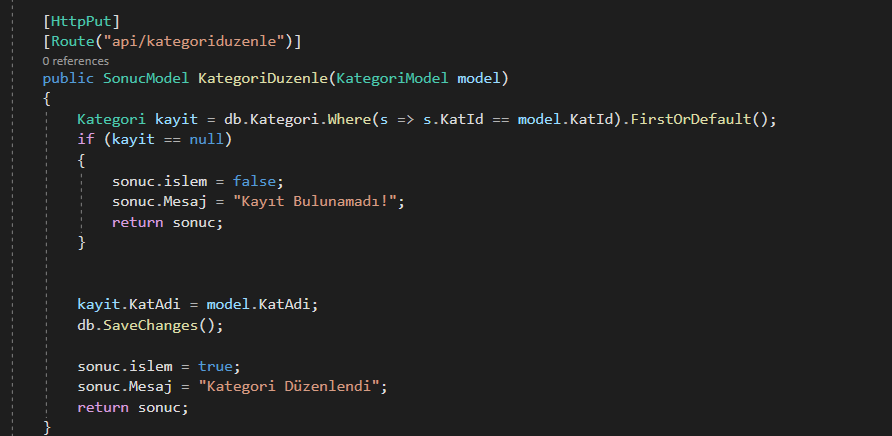 [HttpPut]
[Route("api/kategoriduzenle")]
0 references
public SonucModel KategoriDuzenle(KategoriModel model)
{
Kategori kayit = db.Kategori.Where(s => s.KatId == model.KatId).FirstOrDefault();
if (kayit == null)
{
sonuc.islem = false;
sonuc.Mesaj = "Kayıt Bulunamadı!";
return sonuc;
}
kayit.KatAdi = model.KatAdi;
db.SaveChanges();
sonuc.islem = true;
sonuc.Mesaj = "Kategori Düzenlendi";
return sonuc;
}